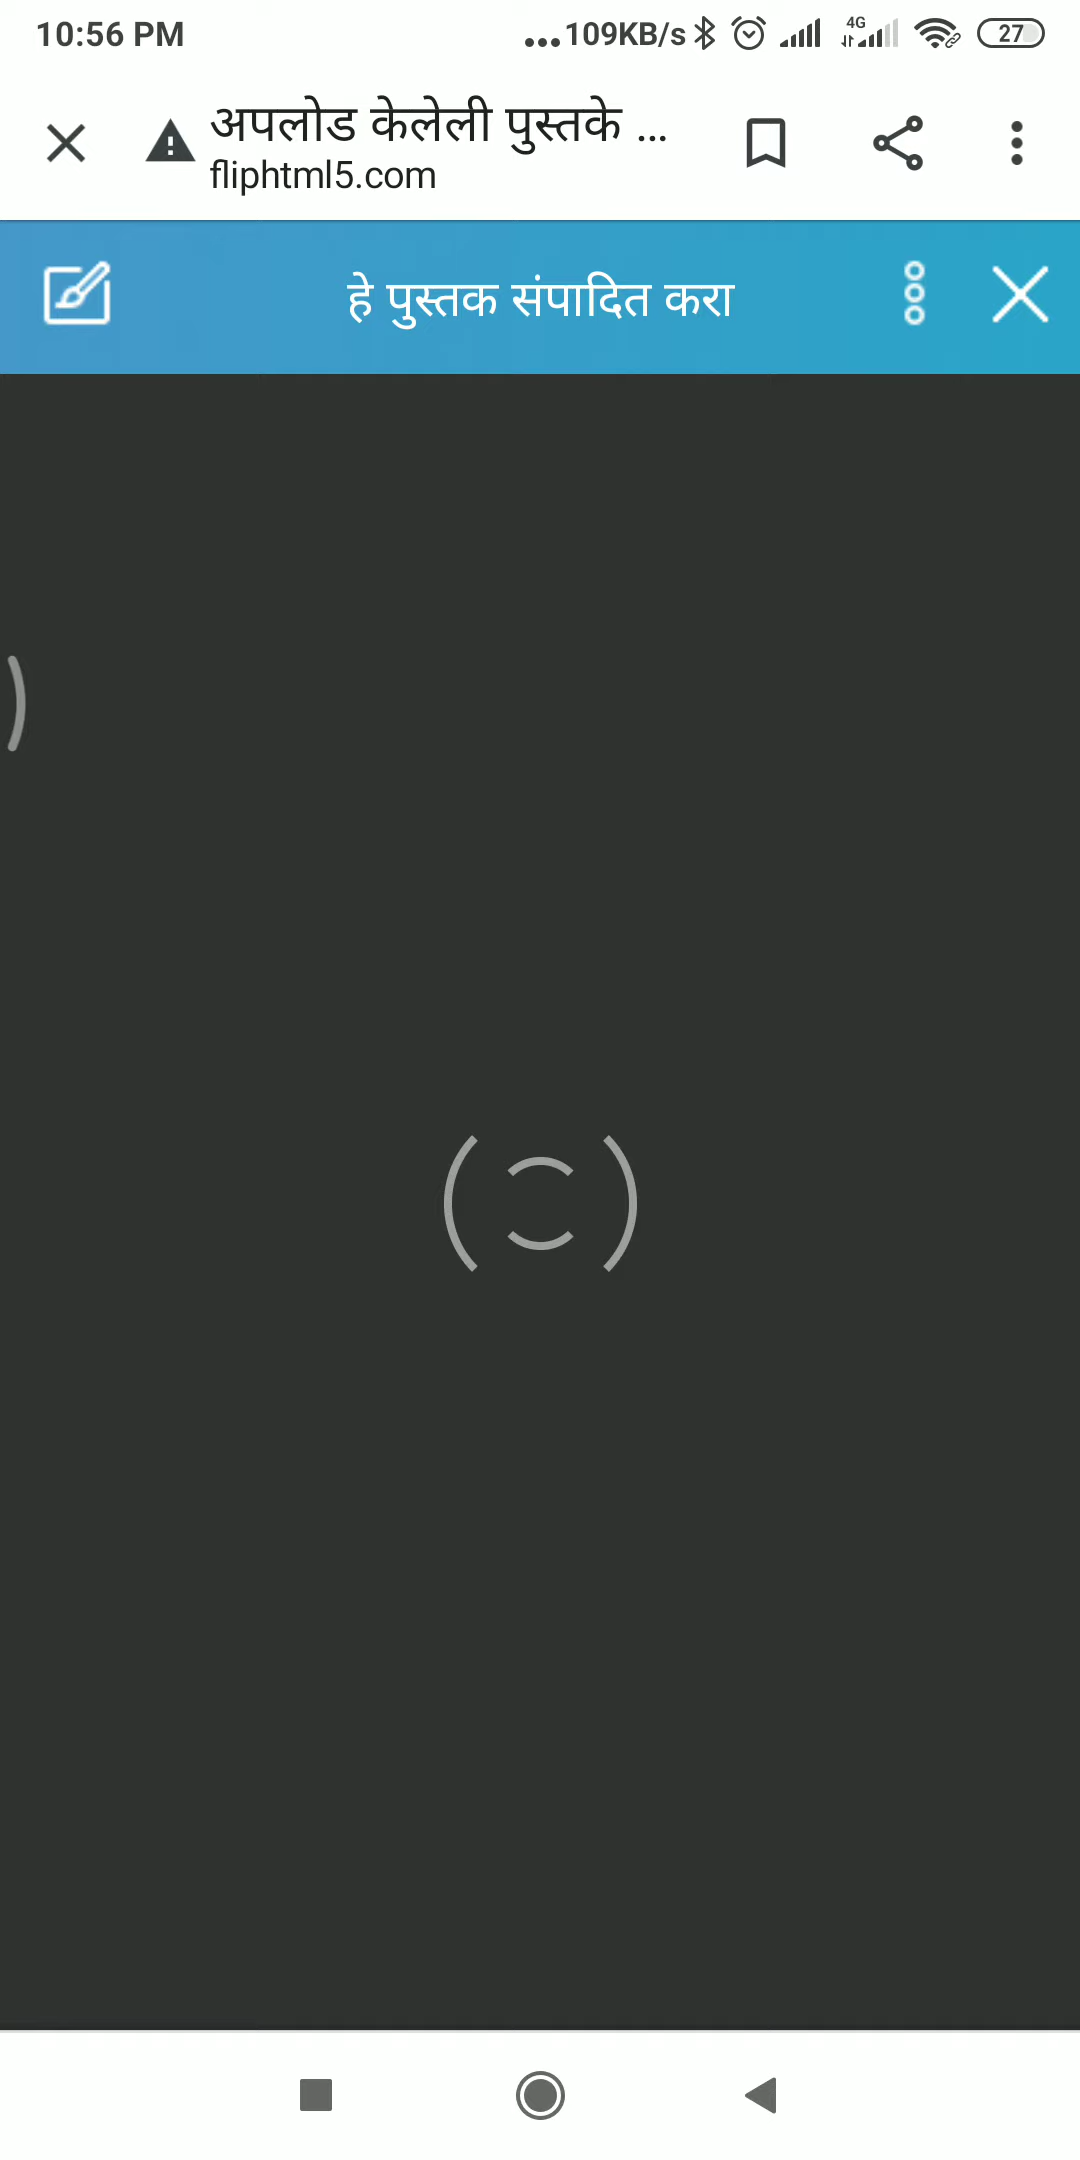 10:56 PM ...109KB/s 4G 27
अपलोड केलेली पुस्तके ...
fliphtml5.com
हे पुस्तक संपादित करा